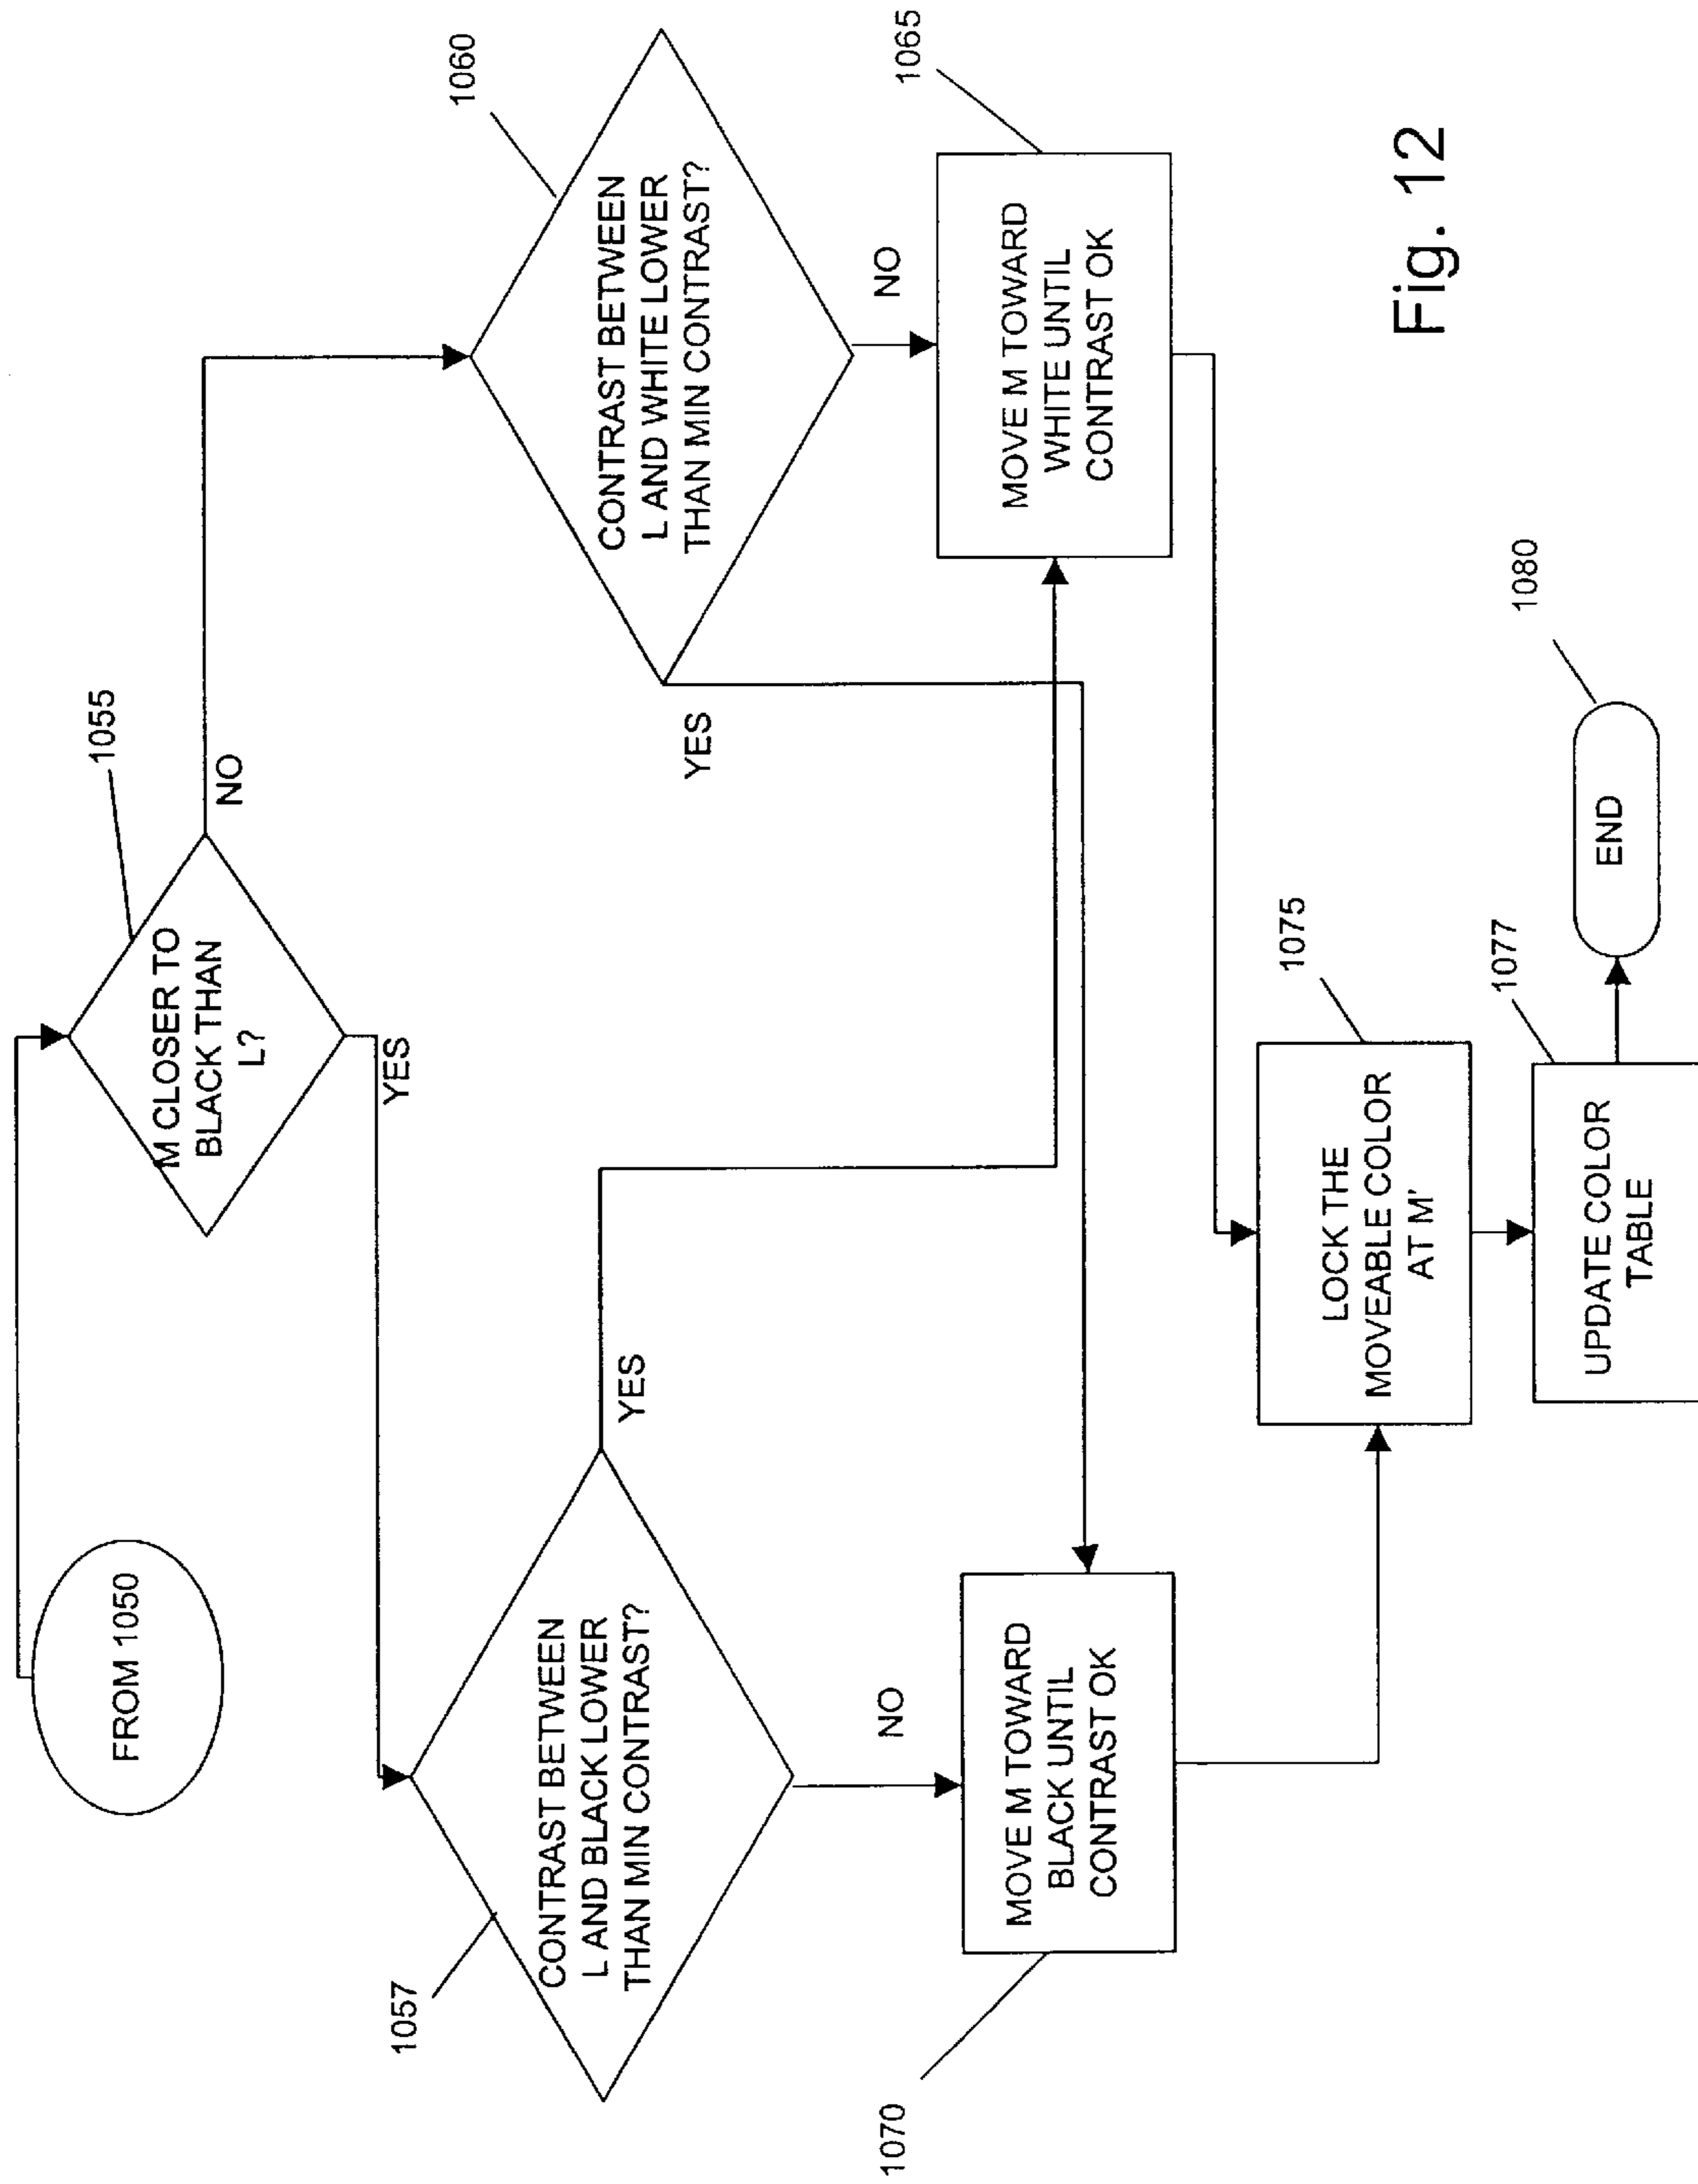 FROM 1050
M CLOSER TO
BLACK THAN
L?
1055
YES
NO
1057
CONTRAST BETWEEN
L AND BLACK LOWER
THAN MIN CONTRAST?
YES
NO
1060
CONTRAST BETWEEN
L AND WHITE LOWER
THAN MIN CONTRAST?
YES
NO
1070
MOVE M TOWARD
BLACK UNTIL
CONTRAST OK
1065
MOVE M TOWARD
WHITE UNTIL
CONTRAST OK
1075
LOCK THE
MOVEABLE COLOR
AT M'
1077
UPDATE COLOR
TABLE
1080
END
Fig. 12